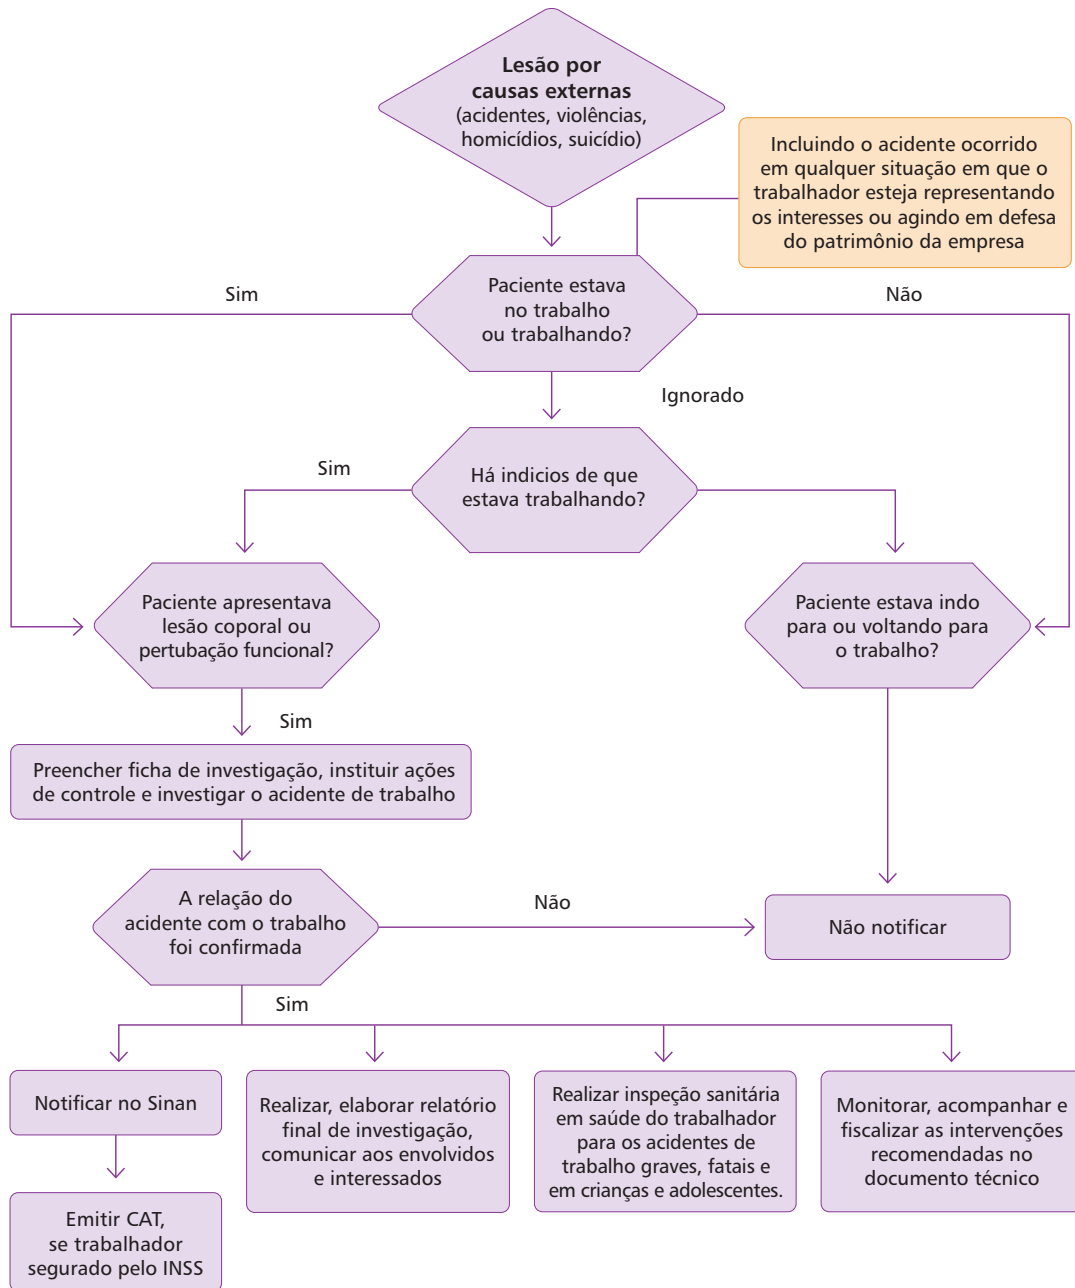 Lesão por
causas externas
(acidentes, violências,
homicídios, suicídio)
Incluindo o acidente ocorrido
em qualquer situação em que o
trabalhador esteja representando
os interesses ou agindo em defesa
do patrimônio da empresa
Sim
Paciente estava
no trabalho
ou trabalhando?
Não
Ignorado
Sim
Há indicios de que
estava trabalhando?
Paciente apresentava
lesão coporal ou
pertubação funcional?
Paciente estava indo
para ou voltando para
o trabalho?
Sim
Preencher ficha de investigação, instituir ações
de controle e investigar o acidente de trabalho
A relação do
acidente com o trabalho
foi confirmada
Não
Não notificar
Sim
Notificar no Sinan
Realizar, elaborar relatório
final de investigação,
comunicar aos envolvidos
e interessados
Realizar inspeção sanitária
em saúde do trabalhador
para os acidentes de
trabalho graves, fatais e
em crianças e adolescentes.
Monitorar, acompanhar e
fiscalizar as intervenções
recomendadas no
documento técnico
Emitir CAT,
se trabalhador
segurado pelo INSS